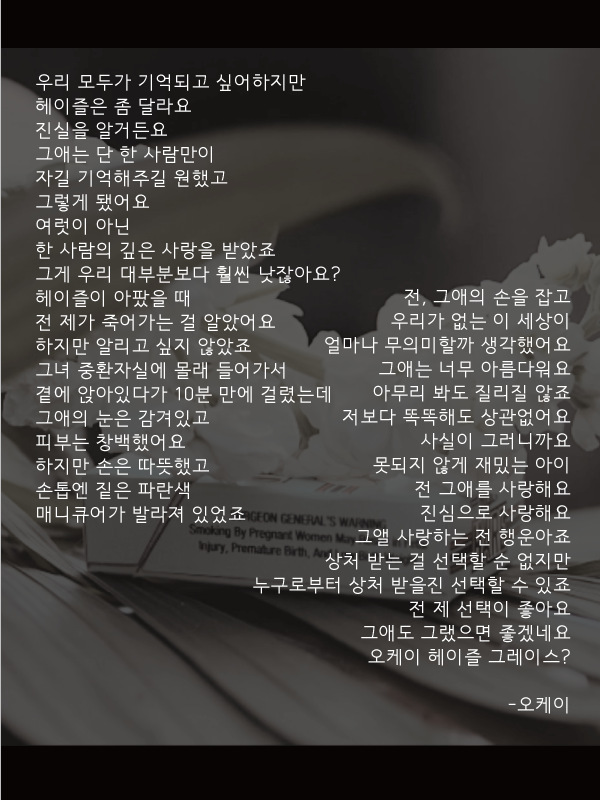 우리 모두가 기억되고 싶어하지만
헤이즐은 좀 달라요
진실을 알거든요
그애는 단 한 사람만이
자길 기억해주길 원했고
그렇게 됐어요
여럿이 아닌
한 사람의 깊은 사랑을 받았죠
그게 우리 대부분보다 훨씬 낫잖아요?
헤이즐이 아팠을 때
전 제가 죽어가는 걸 알았어요
하지만 알리고 싶지 않았죠
그녀 중환자실에 몰래 들어가서
곁에 앉아있다가 10분 만에 걸렸는데
그애의 눈은 감겨있고
피부는 창백했어요
하지만 손은 따뜻했고
손톱엔 짙은 파란색
매니큐어가 발라져 있었죠
전, 그애의 손을 잡고
우리가 없는 이 세상이
얼마나 무의미할까 생각했어요
그애는 너무 아름다워요
아무리 봐도 질리질 않죠
저보다 똑똑해도 상관없어요
사실이 그러니까요
못되지 않게 재밌는 아이
전 그애를 사랑해요
진심으로 사랑해요
그앨 사랑하는 전 행운아죠
상처 받는 걸 선택할 순 없지만
누구로부터 상처 받을진 선택할 수 있죠
전 제 선택이 좋아요
그애도 그랬으면 좋겠네요
오케이 헤이즐 그레이스?
-오케이
SURGEON GENERAL'S WARNING
Smoking By Pregnant Women May
Injury, Premature Birth, And